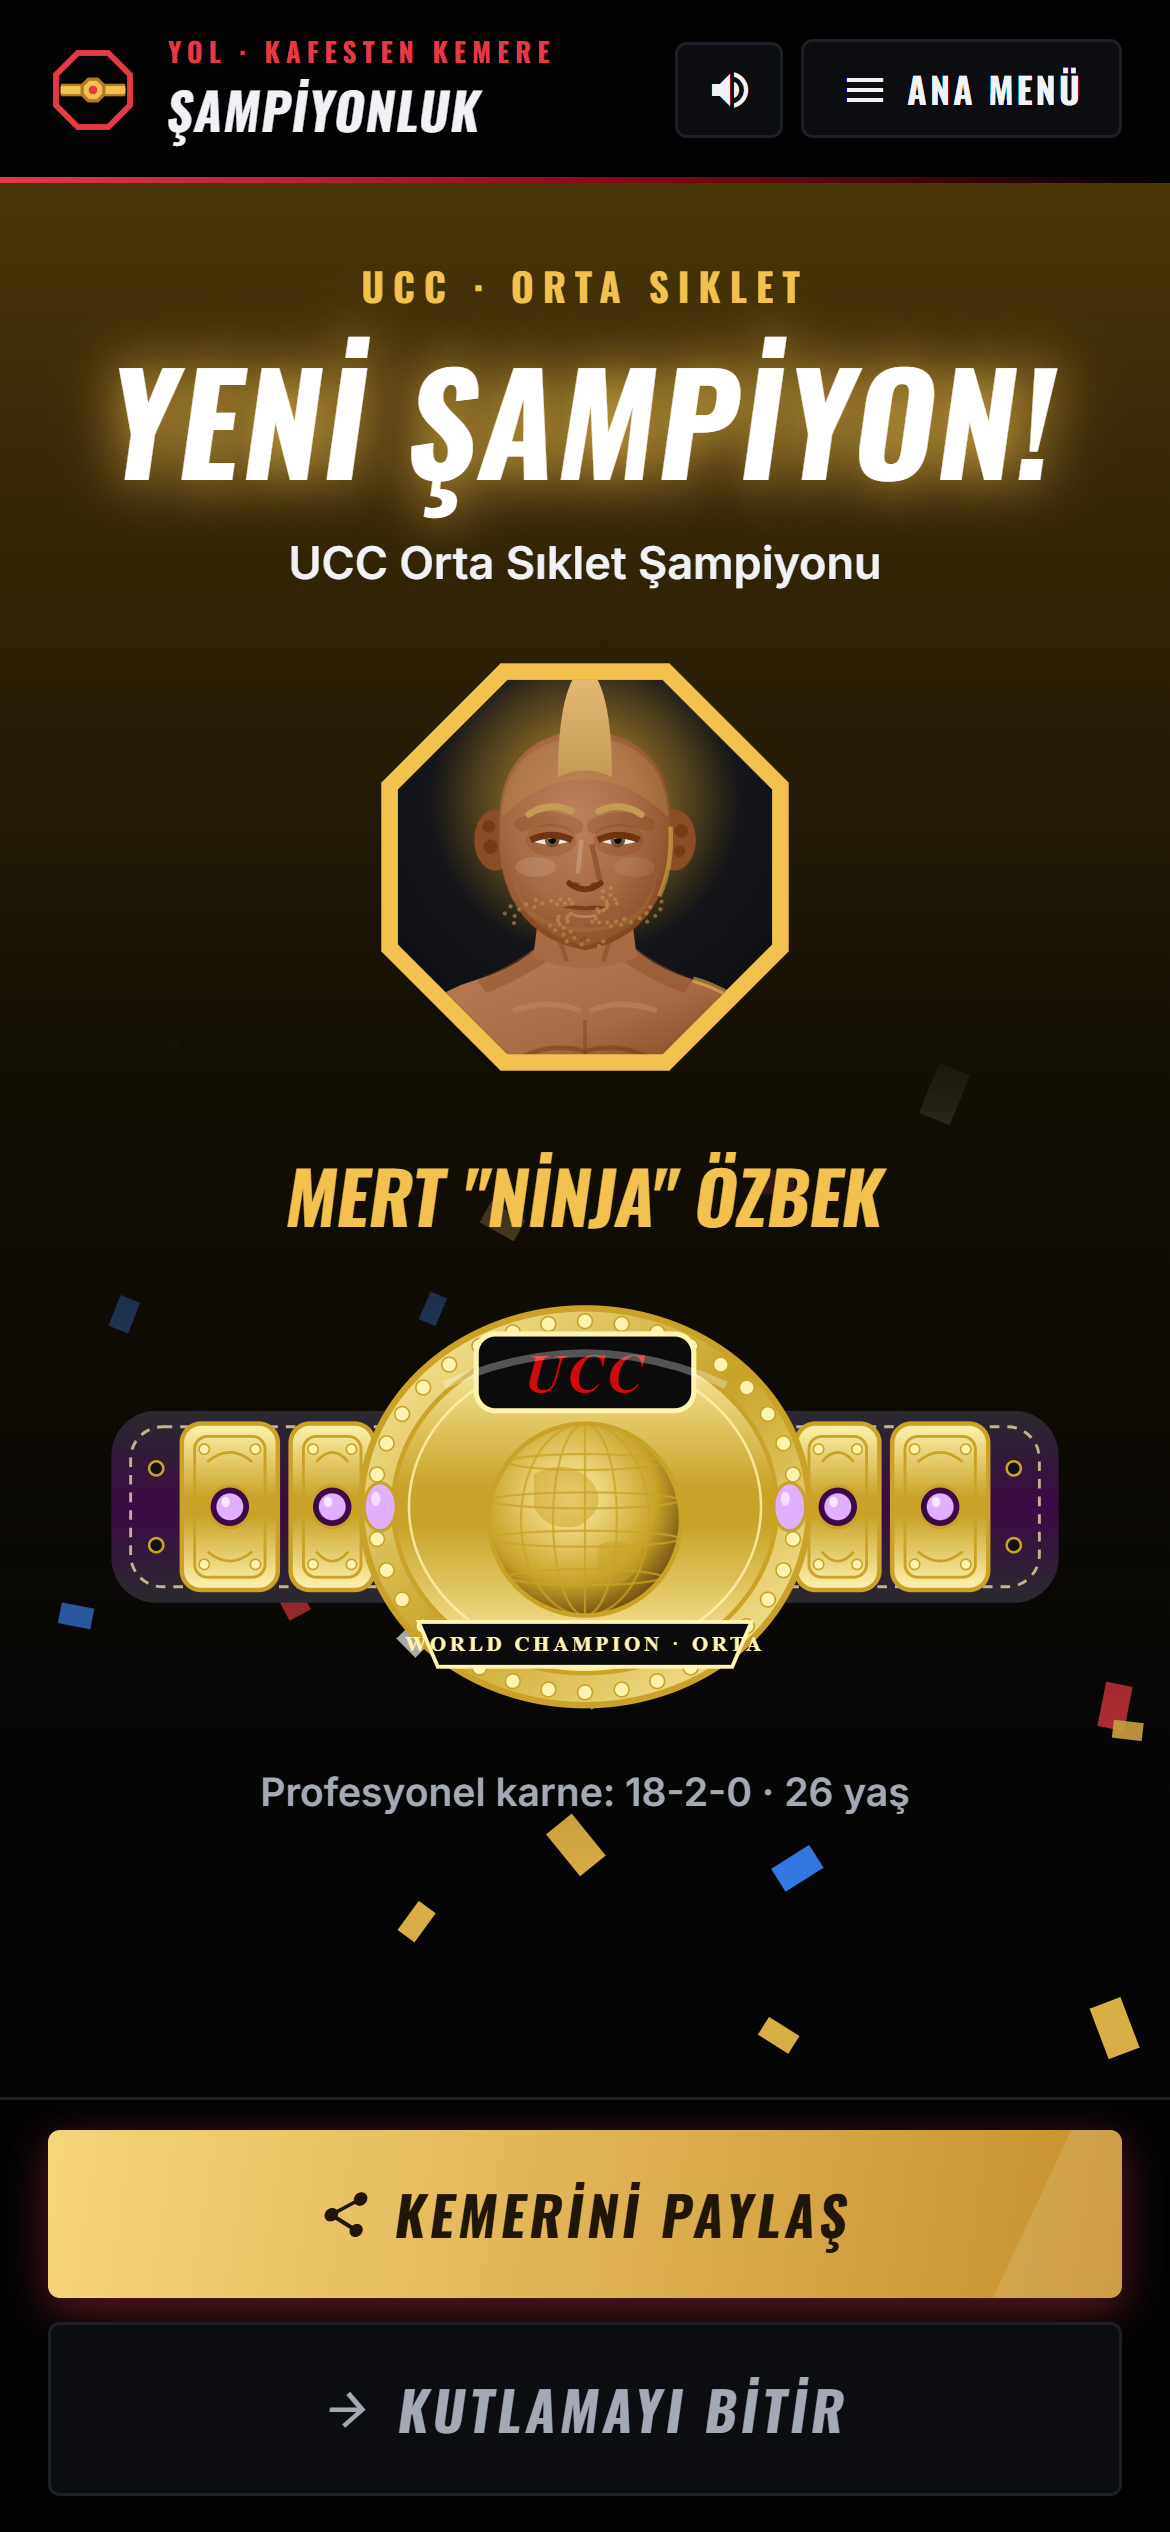 YOL · KAFESTEN KEMERE
ŞAMPİYONLUK
ANA MENÜ
UCC · ORTA SIKLET
YENİ ŞAMPİYON!
UCC Orta Sıklet Şampiyonu
MERT "NİNJA" ÖZBEK
UCC
WORLD CHAMPION · ORTA
Profesyonel karne: 18-2-0 · 26 yaş
KEMERİNİ PAYLAŞ
KUTLAMAYI BİTİR